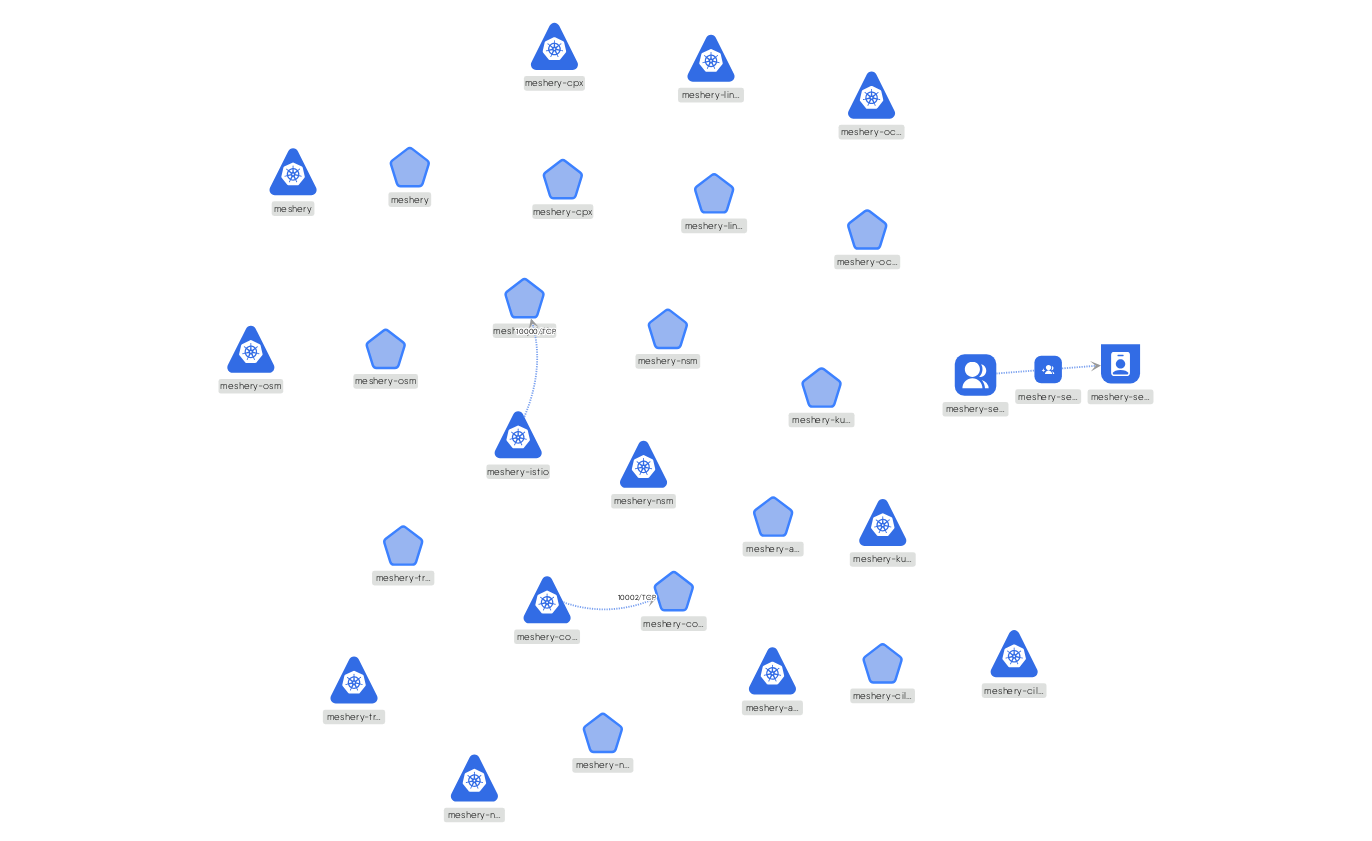 meshery-cpx
meshery-lin...
meshery-oc...
meshery
meshery
meshery-cpx
meshery-lin...
meshery-oc...
10000/TCP
meshery-nsm
meshery-osm
meshery-osm
meshery-ku...
meshery-se...
meshery-se...
meshery-se...
meshery-istio
meshery-nsm
meshery-a...
meshery-ku...
meshery-tr...
10002/TCP
meshery-co...
meshery-co...
meshery-a...
meshery-cil...
meshery-cil...
meshery-tr...
meshery-n...
meshery-n...